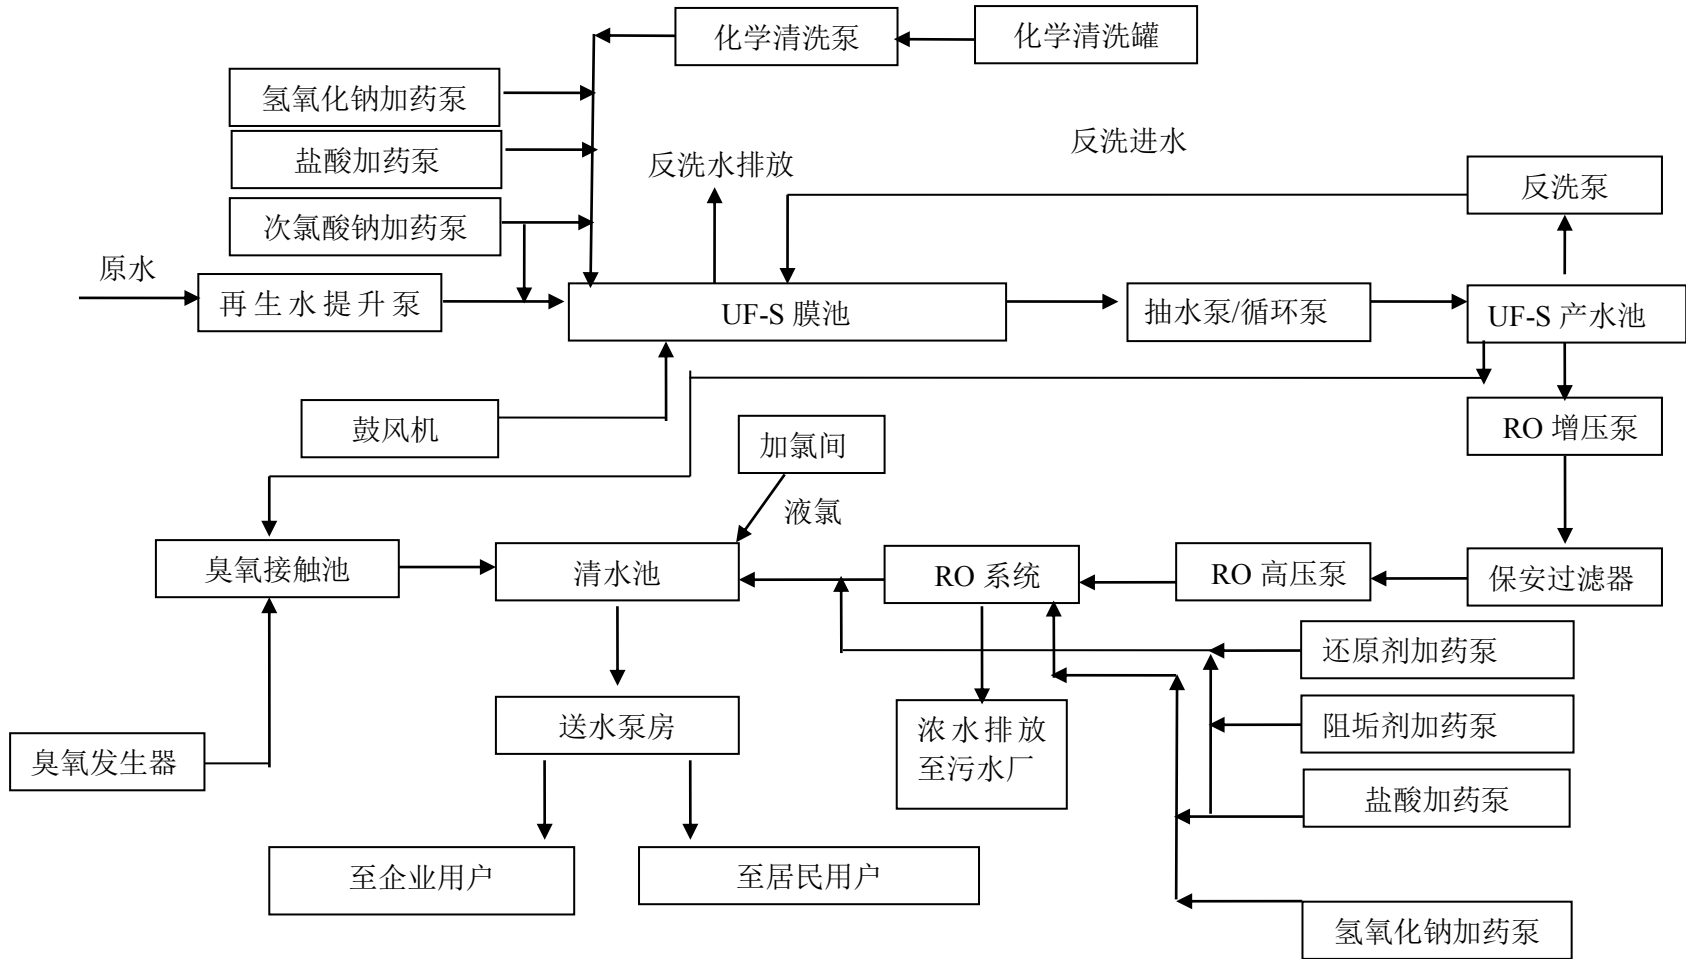 化学清洗泵
化学清洗罐
氢氧化钠加药泵
盐酸加药泵
反洗进水
反洗水排放
反洗泵
次氯酸钠加药泵
原水
再生水提升泵
UF-S 膜池
抽水泵/循环泵
UF-S 产水池
鼓风机
加氯间
RO 增压泵
液氯
臭氧接触池
清水池
RO 系统
RO 高压泵
保安过滤器
还原剂加药泵
送水泵房
浓水排放
至污水厂
阻垢剂加药泵
臭氧发生器
盐酸加药泵
至企业用户
至居民用户
氢氧化钠加药泵